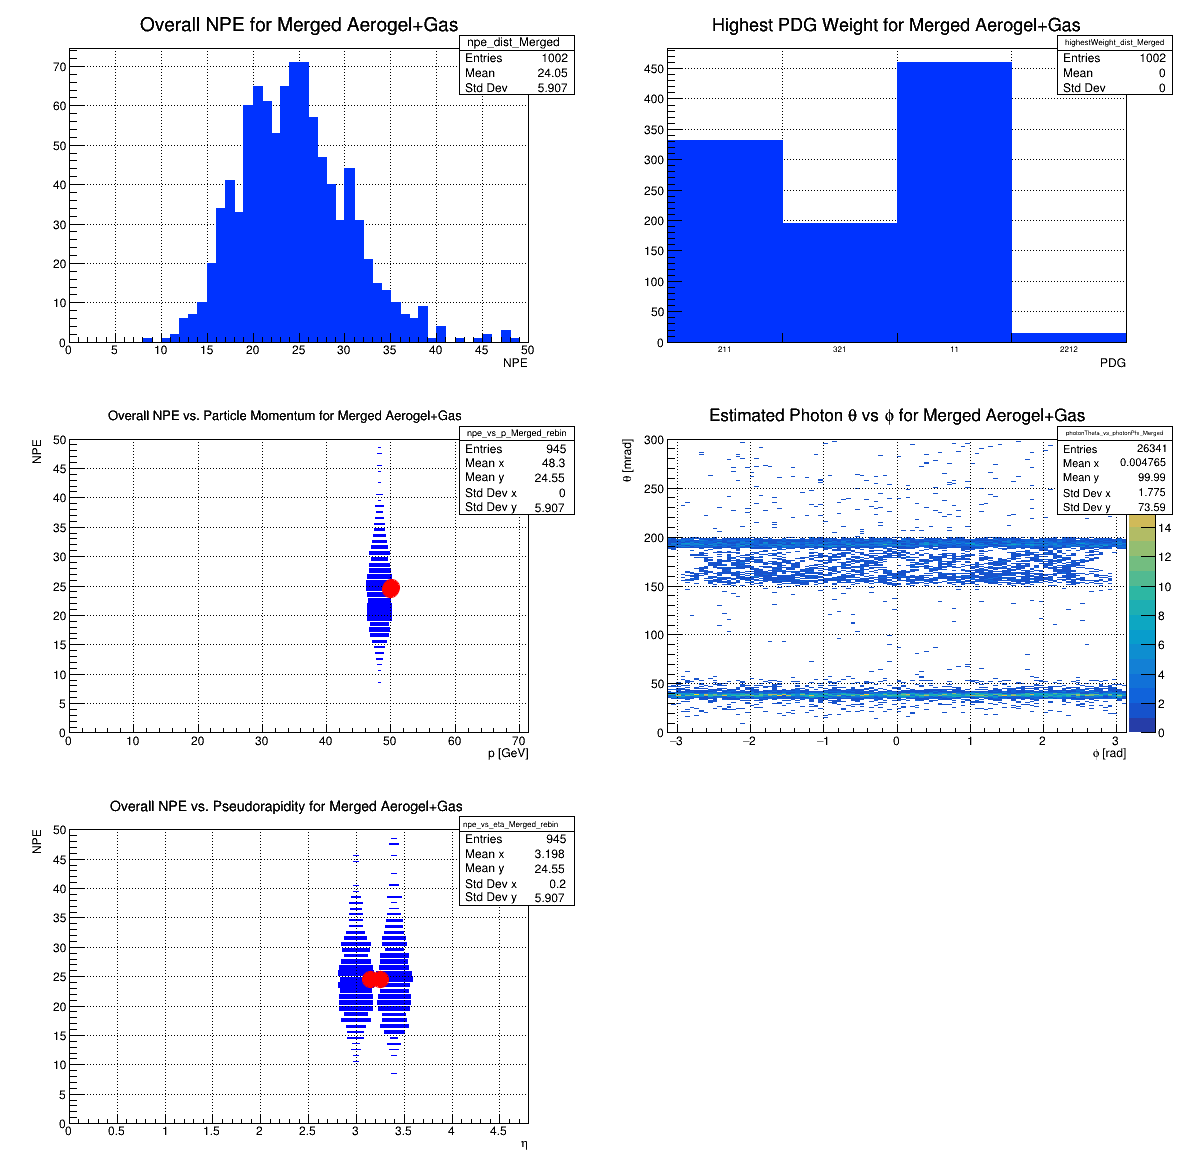 Overall NPE for Merged Aerogel+Gas
npe_dist_Merged
Entries 1002
Mean 24.05
Std Dev 5.907
70
60
50
40
30
20
10
0
0 5 10 15 20 25 30 35 40 45 50
NPE
Highest PDG Weight for Merged Aerogel+Gas
highestWeight_dist_Merged
Entries 1002
Mean 0
Std Dev 0
450
400
350
300
250
200
150
100
50
0
211 321 11 2212
PDG
Overall NPE vs. Particle Momentum for Merged Aerogel+Gas
npe_vs_p_Merged_rebin
Entries 945
Mean x 48.3
Mean y 24.55
Std Dev x 0
Std Dev y 5.907
NPE
50
45
40
35
30
25
20
15
10
5
0
0 10 20 30 40 50 60 70
p [GeV]
Estimated Photon θ vs ϕ for Merged Aerogel+Gas
photonTheta_vs_photonPhi_Merged
Entries 26341
Mean x 0.004765
Mean y 99.99
Std Dev x 1.775
Std Dev y 73.59
θ [mrad]
300
250
200
150
100
50
0
−3 −2 −1 0 1 2 3
ϕ [rad]
14
12
10
8
6
4
2
0
Overall NPE vs. Pseudorapidity for Merged Aerogel+Gas
npe_vs_eta_Merged_rebin
Entries 945
Mean x 3.198
Mean y 24.55
Std Dev x 0.2
Std Dev y 5.907
NPE
50
45
40
35
30
25
20
15
10
5
0
0 0.5 1 1.5 2 2.5 3 3.5 4 4.5
η